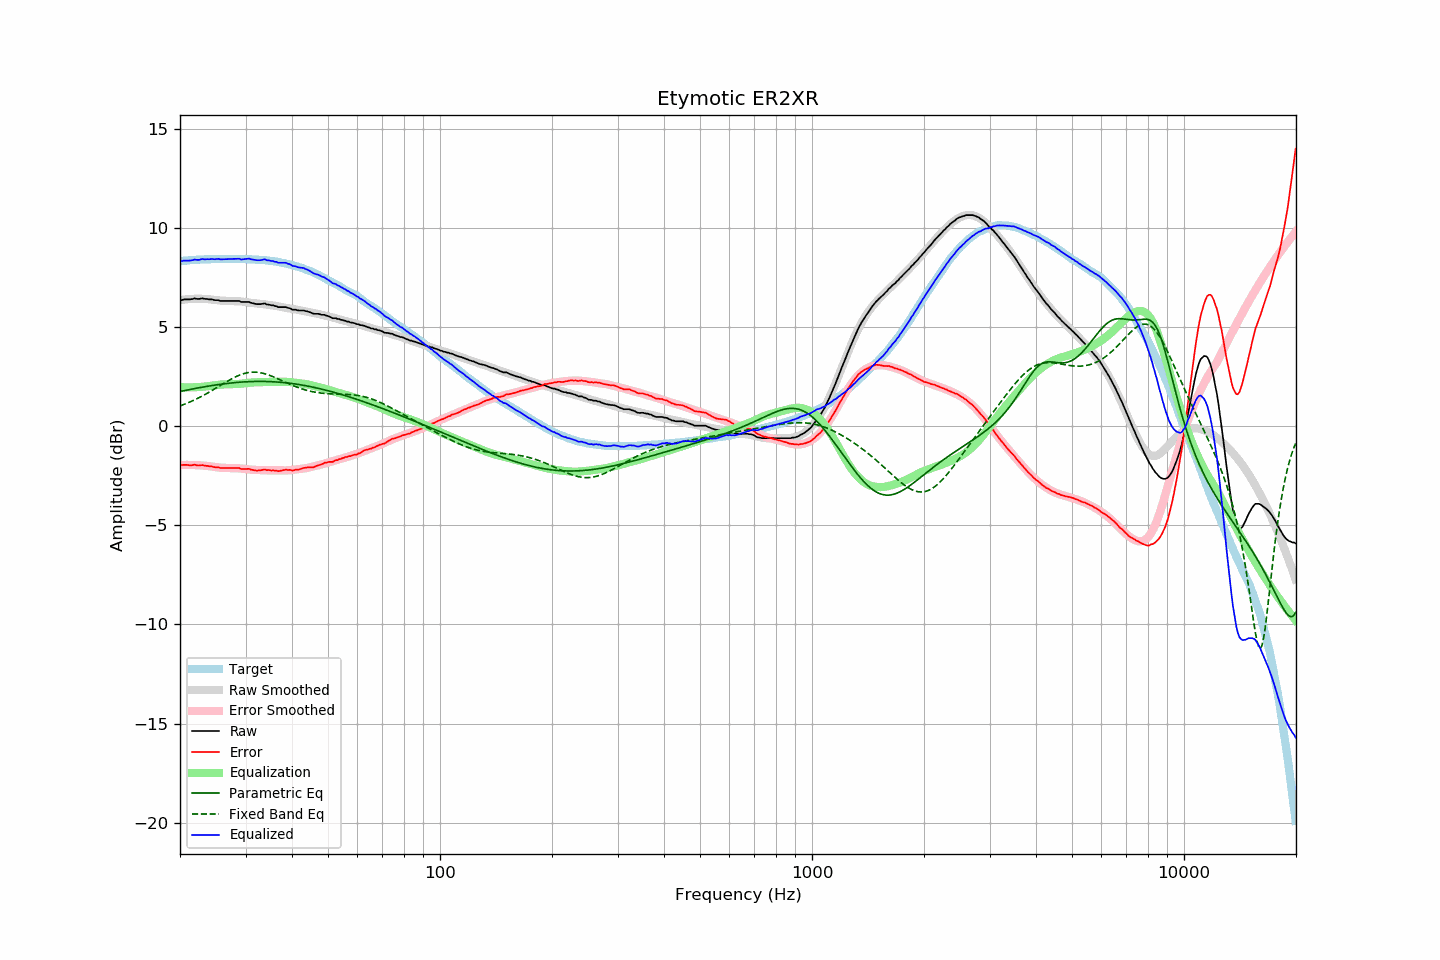 Etymotic ER2XR
15
10
5
0
−5
−10
−15
−20
Amplitude (dBr)
Target
Raw Smoothed
Error Smoothed
Raw
Error
Equalization
Parametric Eq
Fixed Band Eq
Equalized
100
1000
10000
Frequency (Hz)